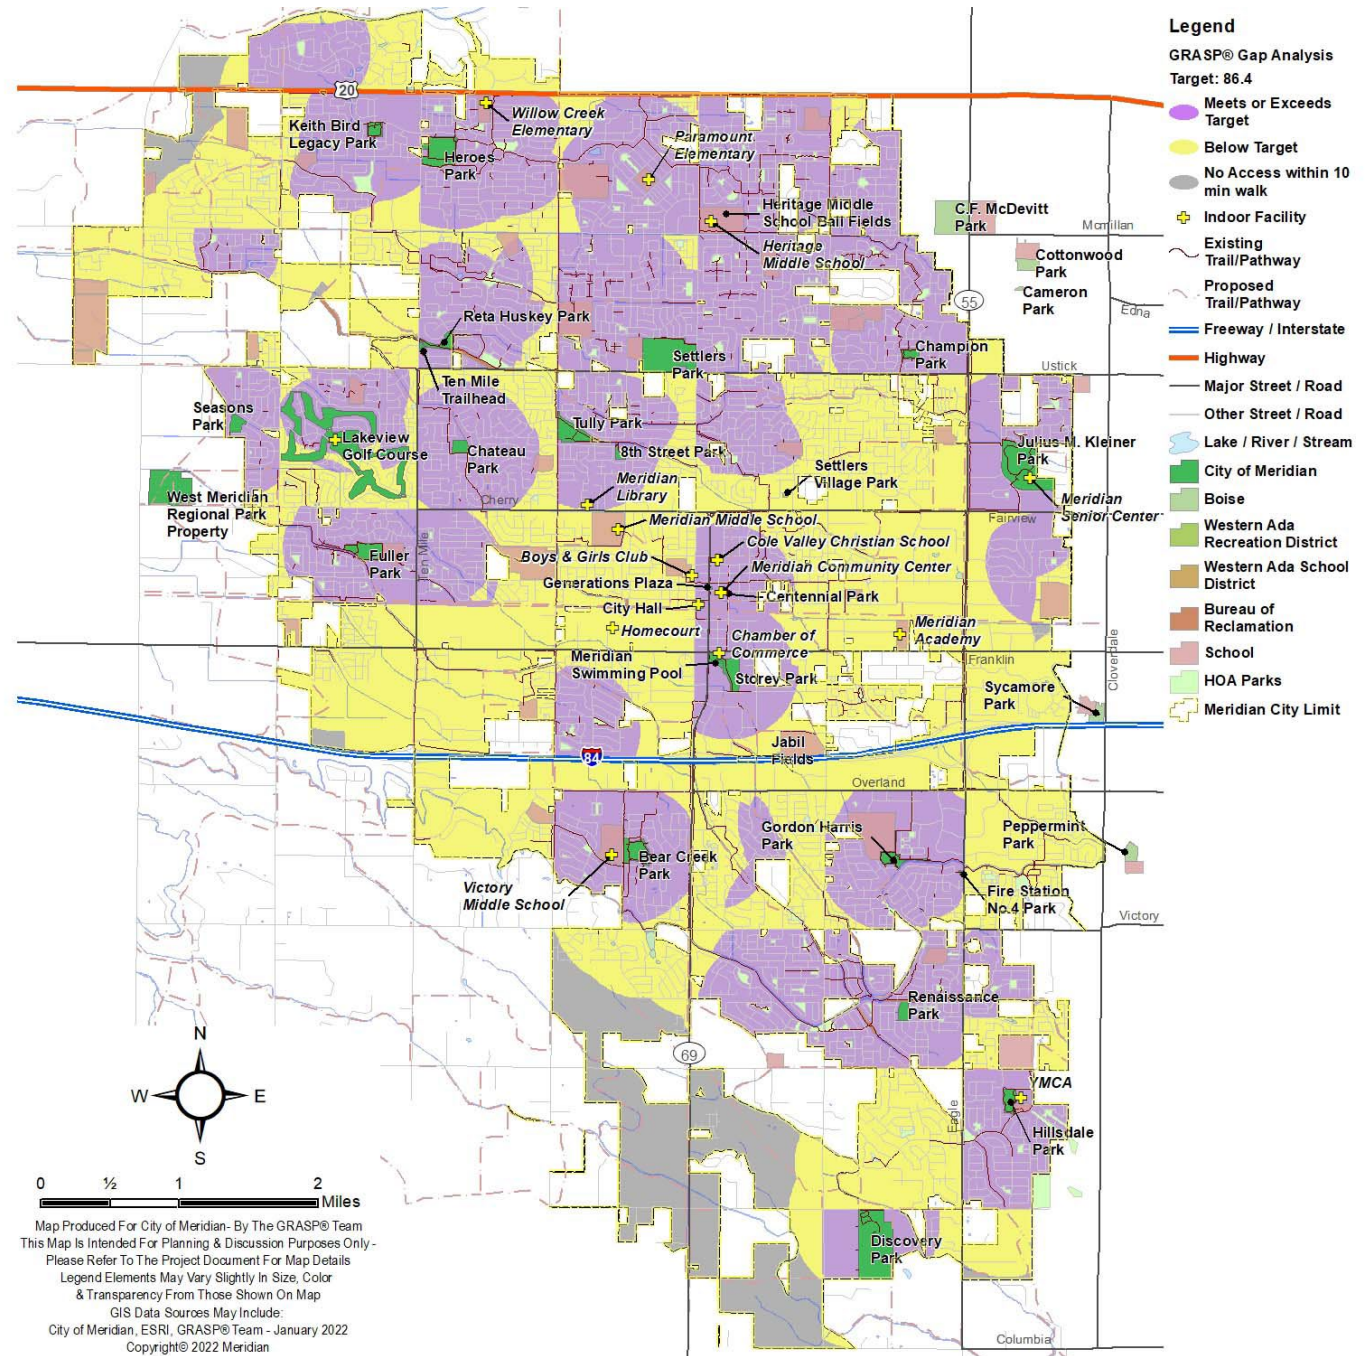 Legend
GRASP® Gap Analysis
Target: 86.4
Meets or Exceeds
Target
Below Target
No Access within 10
min walk
Indoor Facility
Existing
Trail/Pathway
Proposed
Trail/Pathway
Freeway / Interstate
Highway
Major Street / Road
Other Street / Road
Lake / River / Stream
City of Meridian
Boise
Western Ada
Recreation District
Western Ada School
District
Bureau of
Reclamation
School
HOA Parks
Meridian City Limit
20
Willow Creek
Elementary
Keith Bird
Legacy Park
Heroes
Park
Paramount
Elementary
Heritage Middle
School Ball Fields
Heritage
Middle School
C.F. McDevitt
Park
Mcmillan
Cottonwood
Park
Cameron
Park
55
Edna
Reta Huskey Park
Settlers
Park
Champion
Park
Ustick
Ten Mile
Trailhead
Seasons
Park
Lakeview
Golf Course
Chateau
Park
Tully Park
8th Street Park
Julius M. Kleiner
Park
Settlers
Village Park
Meridian
Library
Cherry
West Meridian
Regional Park
Property
Meridian
Senior Center
Fairview
Meridian Middle School
Cole Valley Christian School
Fuller
Park
Ten Mile
Boys & Girls Club
Meridian Community Center
Generations Plaza
Centennial Park
City Hall
Homecourt
Chamber of
Commerce
Meridian
Academy
Meridian
Swimming Pool
Storey Park
Franklin
Cloverdale
Sycamore
Park
Jabil
Fields
84
Overland
Gordon Harris
Park
Peppermint
Park
Bear Creek
Park
Victory
Middle School
Fire Station
No.4 Park
Victory
Renaissance
Park
69
YMCA
Eagle
Hillsdale
Park
Discovery
Park
Columbia
N
W
E
S
0
½
1
2
Miles
Map Produced For City of Meridian- By The GRASP® Team
This Map Is Intended For Planning & Discussion Purposes Only -
Please Refer To The Project Document For Map Details
Legend Elements May Vary Slightly In Size, Color
& Transparency From Those Shown On Map
GIS Data Sources May Include:
City of Meridian, ESRI, GRASP® Team - January 2022
Copyright© 2022 Meridian